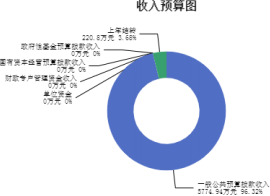 收入预算图
上年结转
220.8万元 3.68%
政府性基金预算拨款收入
0万元 0%
国有资本经营预算拨款收入
0万元 0%
财政专户管理资金收入
0万元 0%
单位资金
0万元 0%
一般公共预算拨款收入
5774.94万元 96.32%